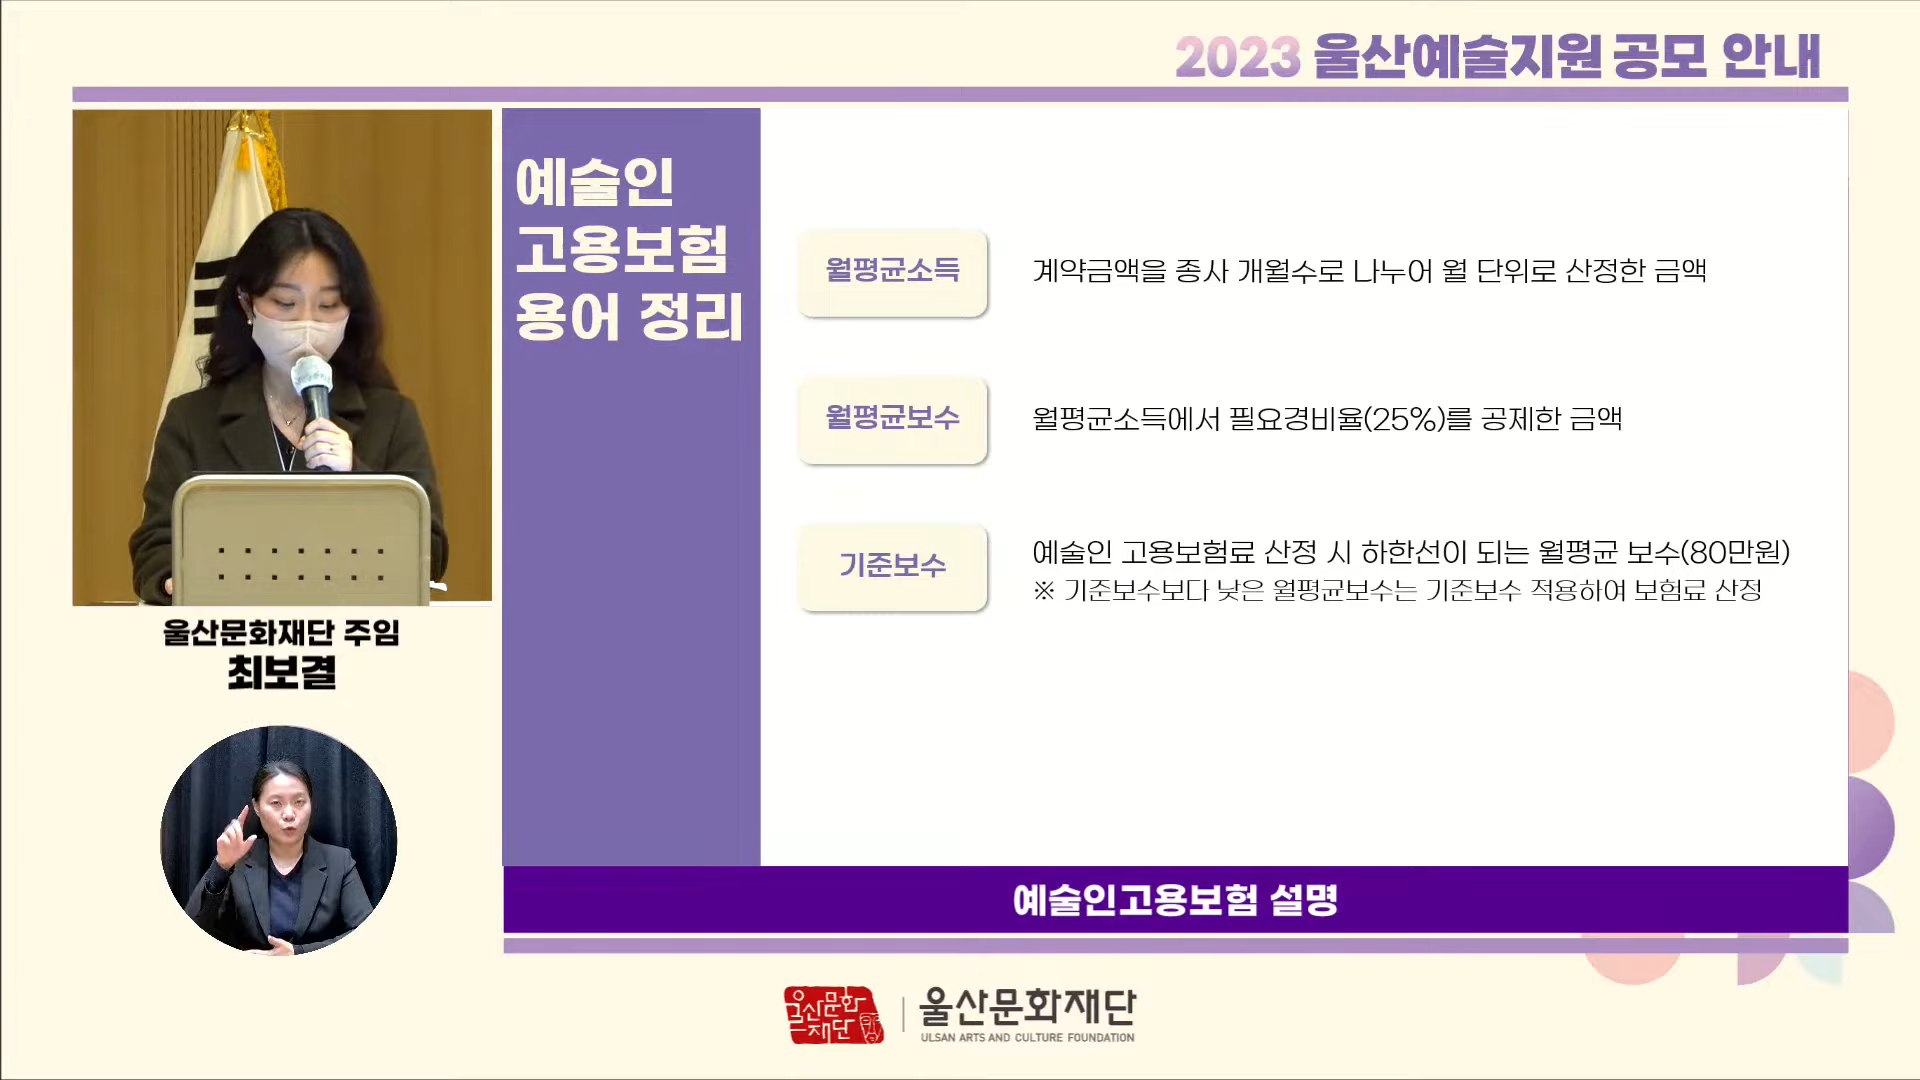 2023 울산예술지원 공모 안내
예술인
고용보험
용어 정리
월평균소득
계약금액을 종사 개월수로 나누어 월 단위로 산정한 금액
월평균보수
월평균소득에서 필요경비율(25%)를 공제한 금액
기준보수
예술인 고용보험료 산정 시 하한선이 되는 월평균 보수(80만원)
※ 기준보수보다 낮은 월평균보수는 기준보수 적용하여 보험료 산정
울산문화재단 주임
최보결
예술인고용보험 설명
울산문화
재단
울산문화재단
ULSAN ARTS AND CULTURE FOUNDATION